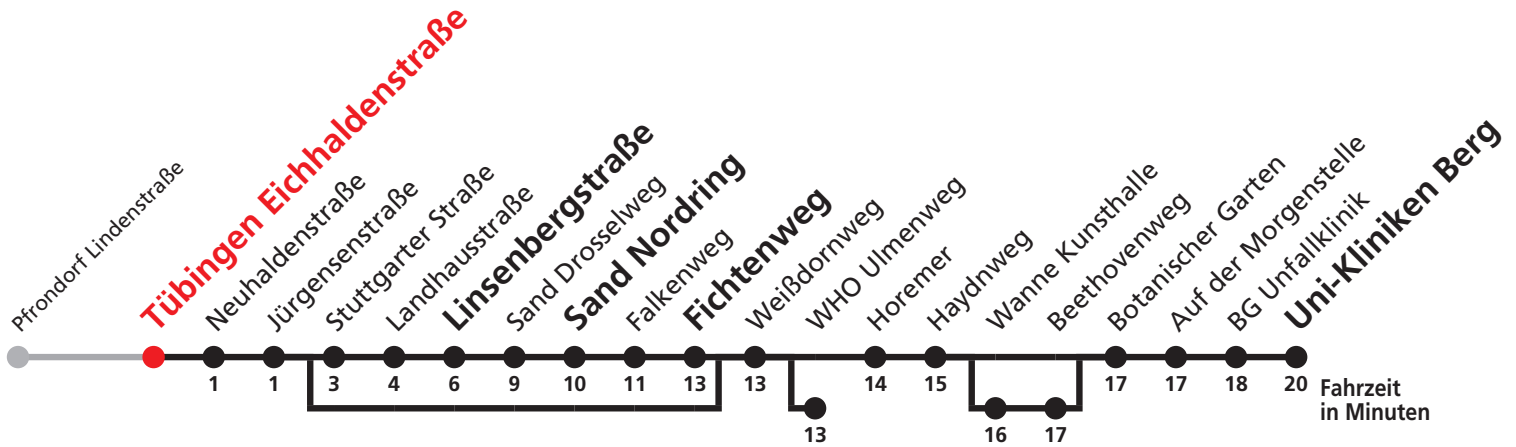 Pfrondorf Lindenstraße
Tübingen Eichhaldenstraße
Neuhaldenstraße
Jürgensenstraße
Stuttgarter Straße
Landhausstraße
Linsenbergstraße
Sand Drosselweg
Sand Nordring
Falkenweg
Fichtenweg
Weißdornweg
WHO Ulmenweg
Horemer
Haydnweg
Wanne Kunsthalle
Beethovenweg
Botanischer Garten
Auf der Morgenstelle
BG Unfallklinik
Uni-Kliniken Berg
1 1 3 4 6 9 10 11 13 13 14 15 17 17 18 20
Fahrzeit
in Minuten
13 16 17